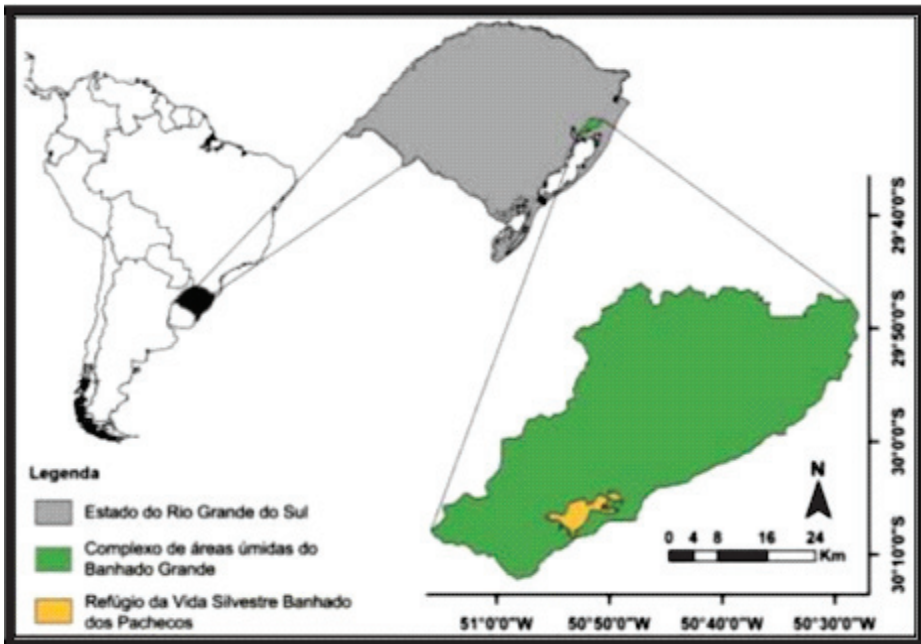 29°40'0"S
29°50'0"S
30°0'0"S
30°10'0"S
Legenda
Estado do Rio Grande do Sul
Complexo de áreas úmidas do
Banhado Grande
Refúgio da Vida Silvestre Banhado
dos Pachecos
N
0 4 8 16 24
Km
51°0'0"W 50°50'0"W 50°40'0"W 50°30'0"W